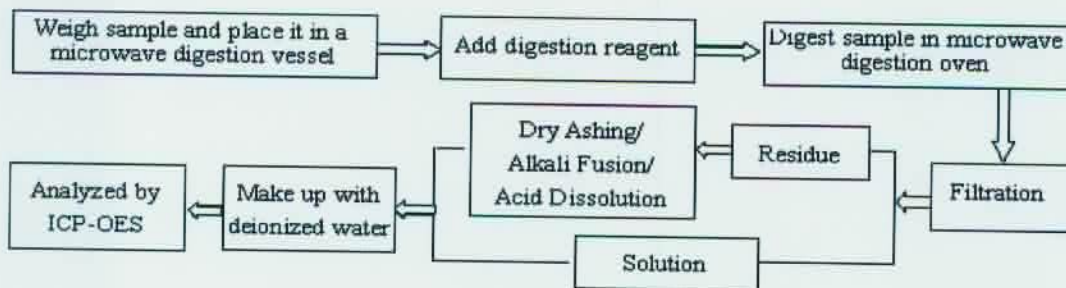 Weigh sample and place it in a
microwave digestion vessel
Add digestion reagent
Digest sample in microwave
digestion oven
Filtration
Residue
Dry Ashing/
Alkali Fusion/
Acid Dissolution
Solution
Make up with
deionized water
Analyzed by
ICP-OES